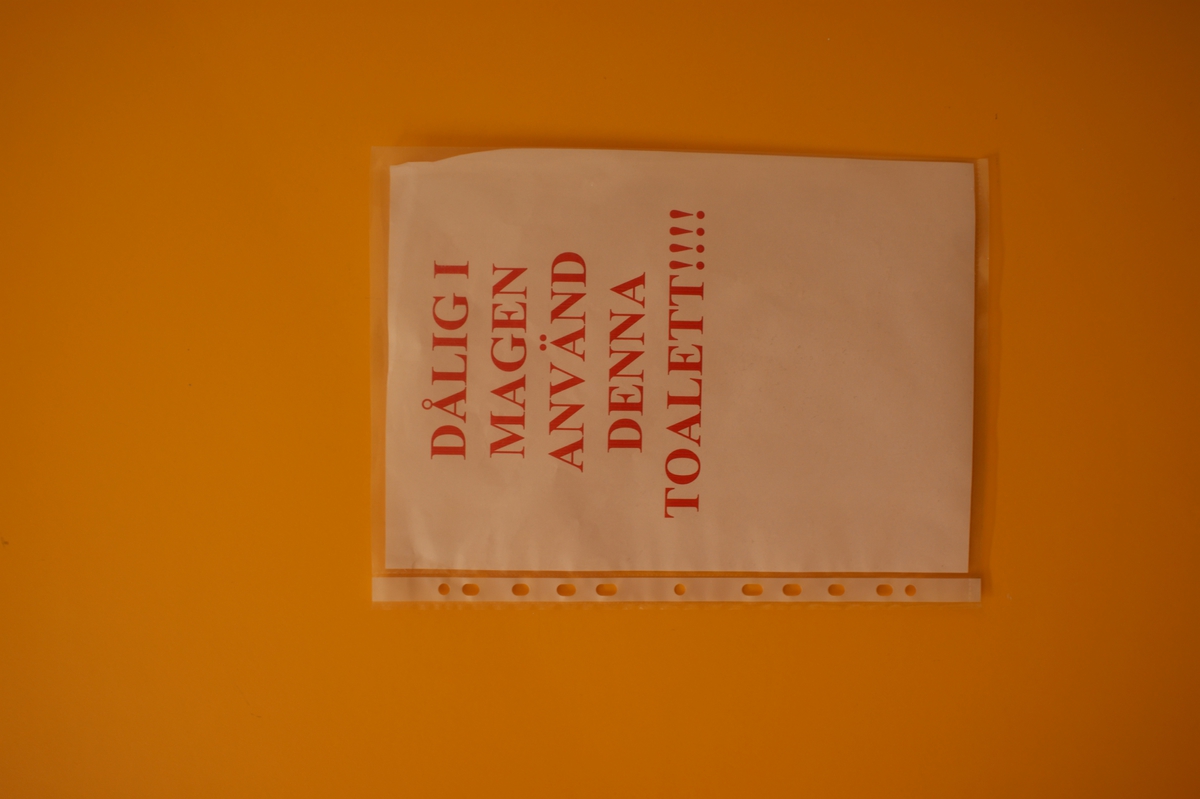 DÅLIG I
MAGEN
ANVÄND
DENNA
TOALETT!!!!